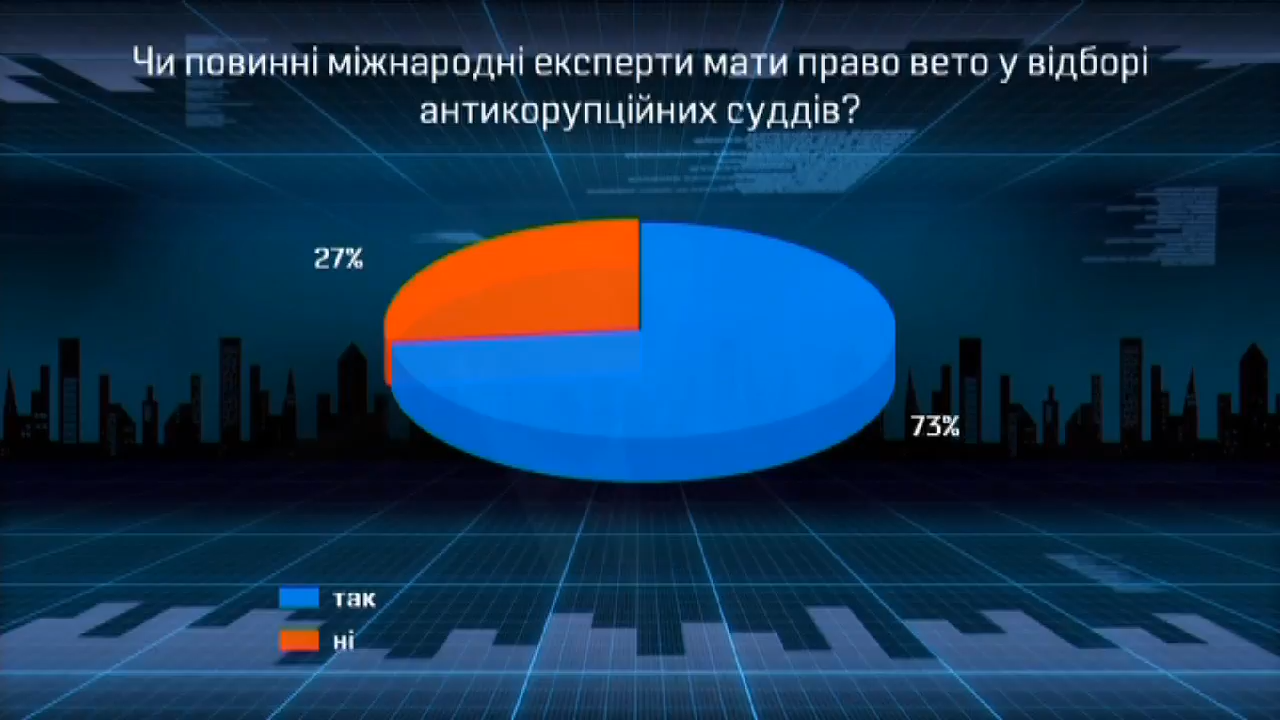 Чи повинні міжнародні експерти мати право вето у відборі
антикорупційних суддів?
27%
73%
так
ні